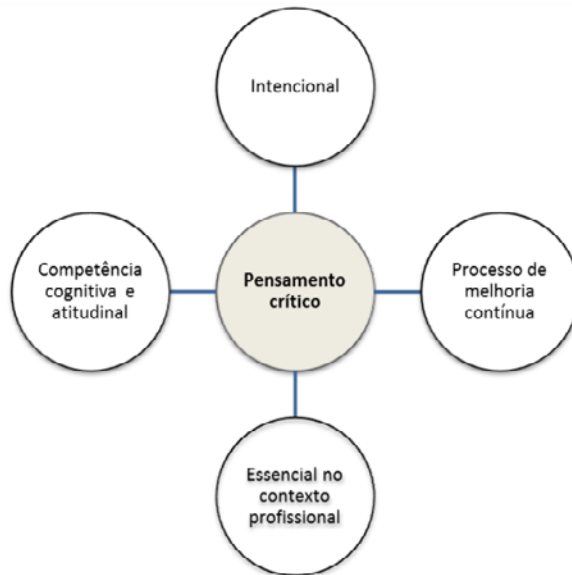 Intencional
Competência
cognitiva e
atitudinal
Pensamento
crítico
Processo de
melhoria
contínua
Essencial no
contexto
profissional